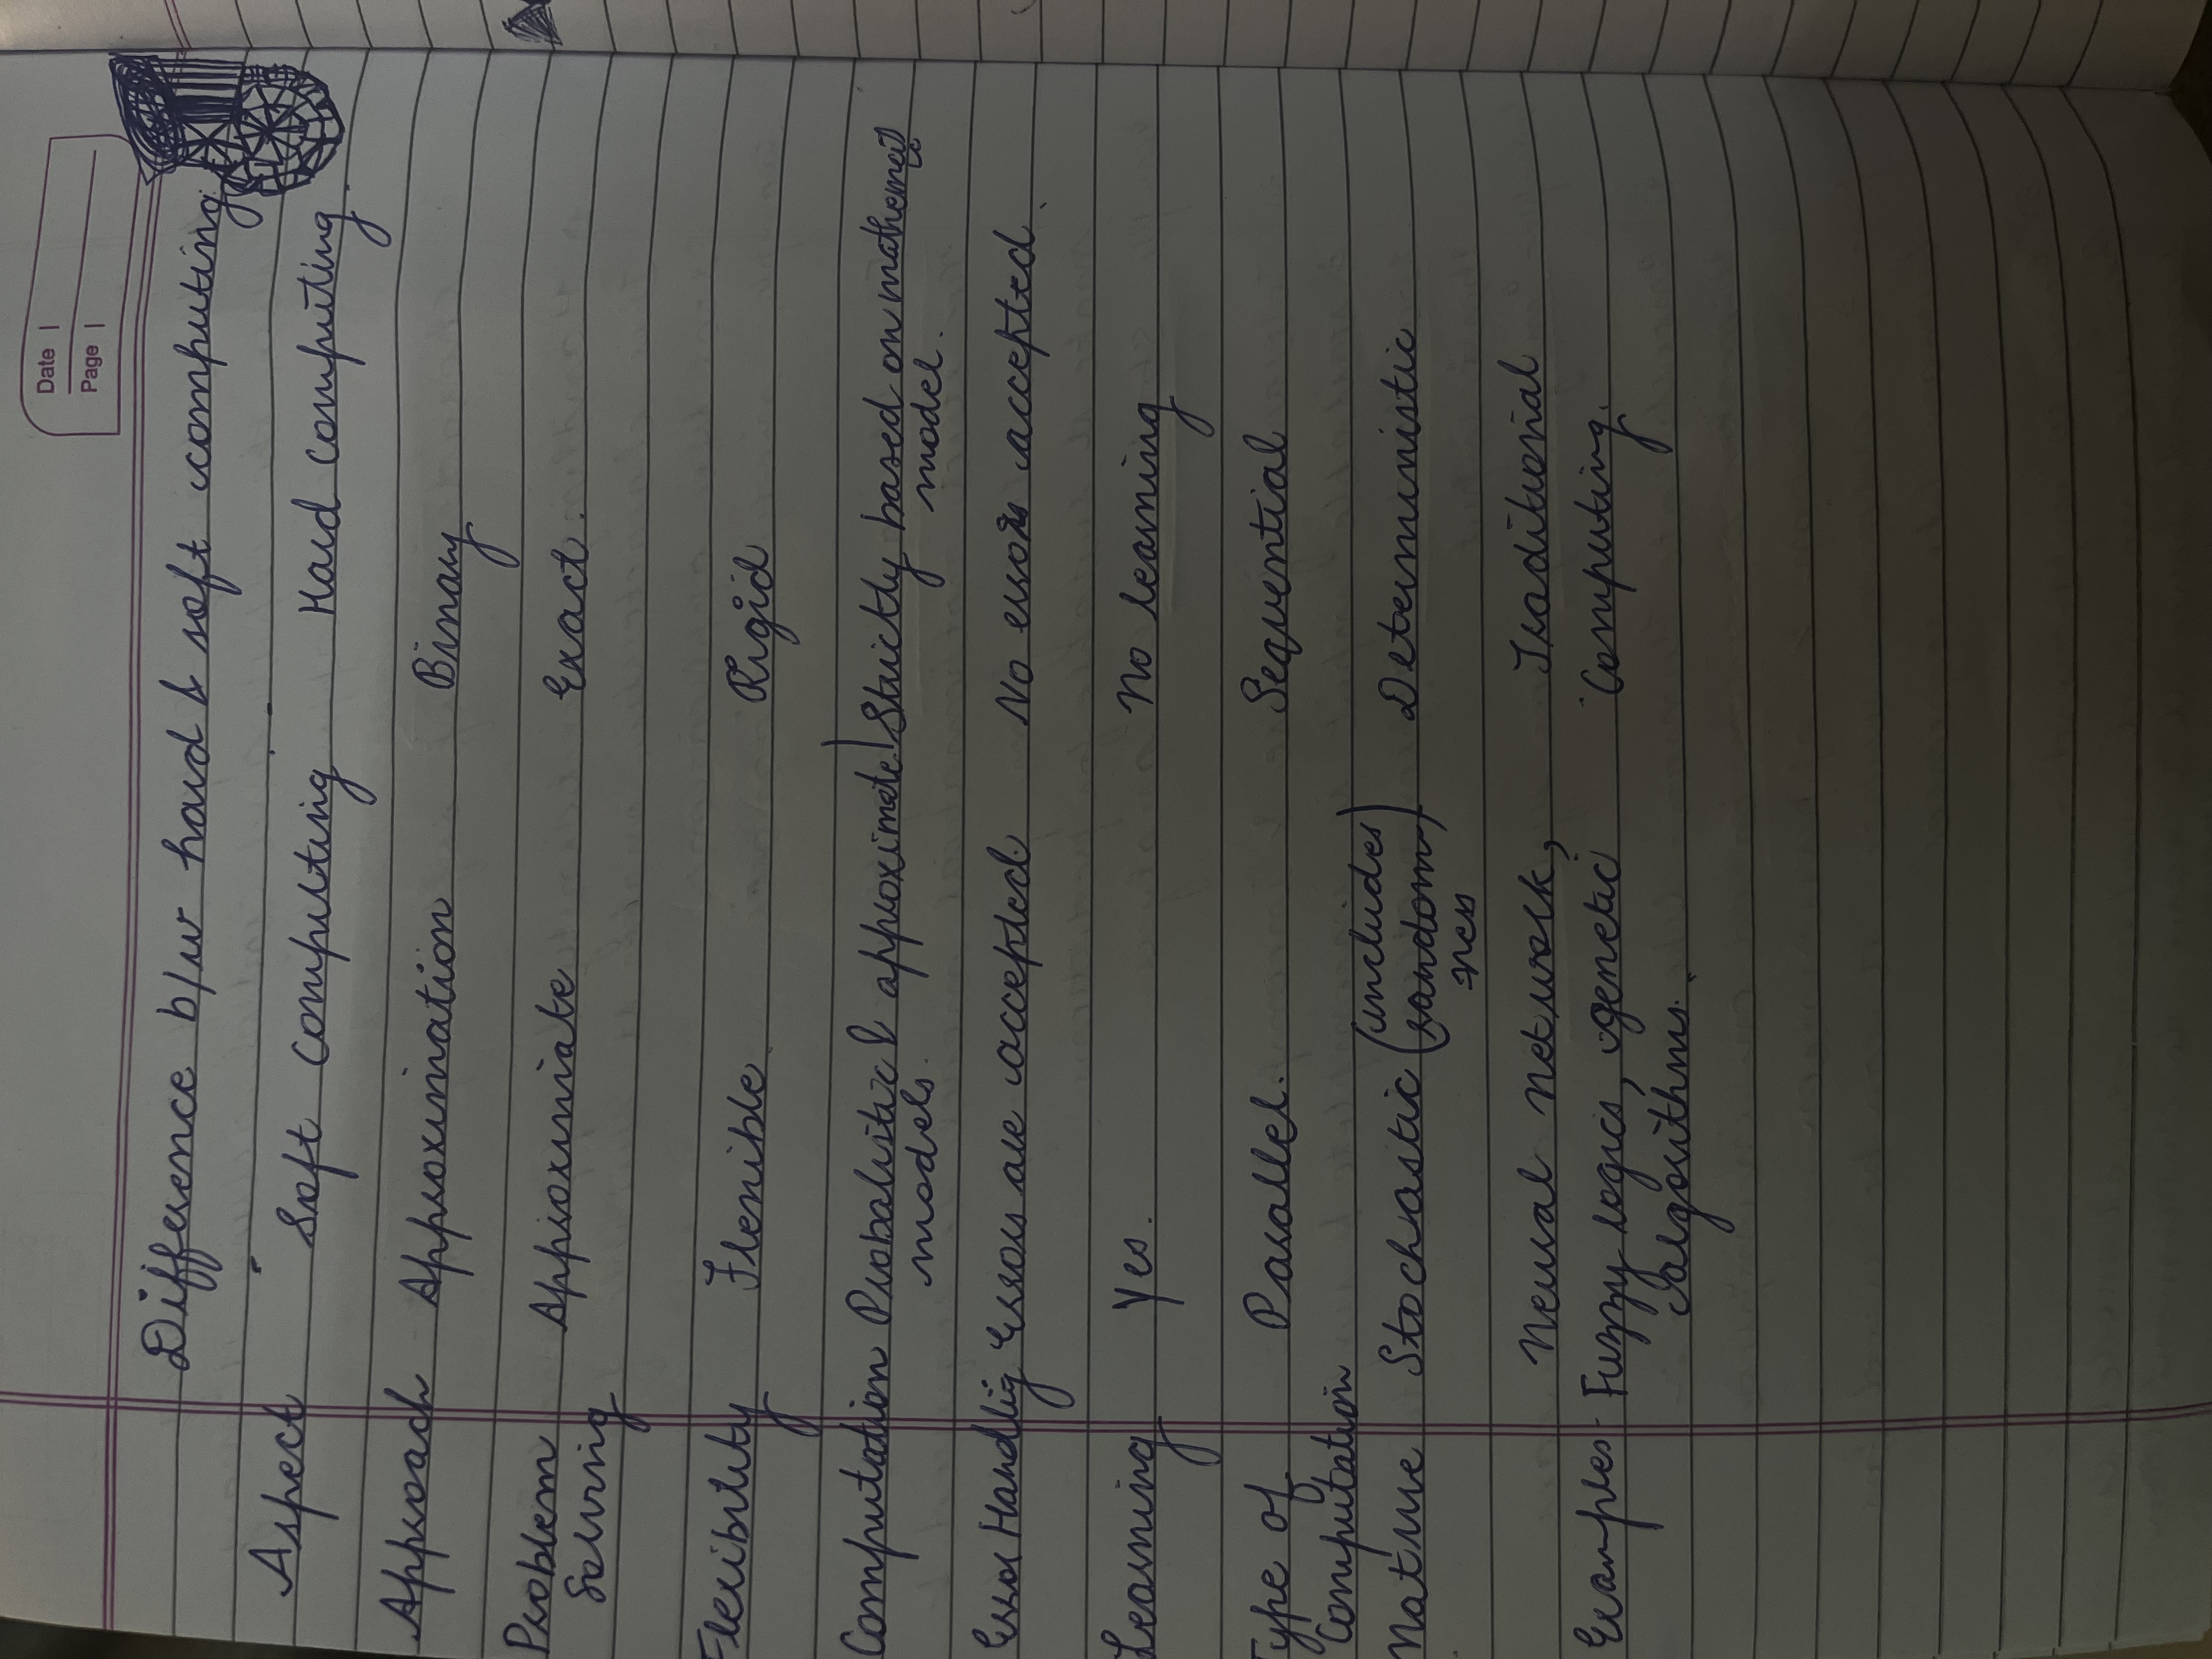 Date
Page
Difference b/w hard & soft computing
Aspect Soft Computing Hard Computing
Approach Approximation Binary
Problem Approximate Exact.
Solving
Flexibility Flexible. Rigid
Computation Probabalistic & approximate Strictly based on
models. model.
Error Handlig Errors are accepted. No errors accepted.
Learning Yes. No learning
Type of Parallel. Sequential
Computation
Nature Stochastic (includes Deterministic
random)
ness
Neural Network, Traditional
Examples- Fuzzy logics, genetic Computing.
algorithms.